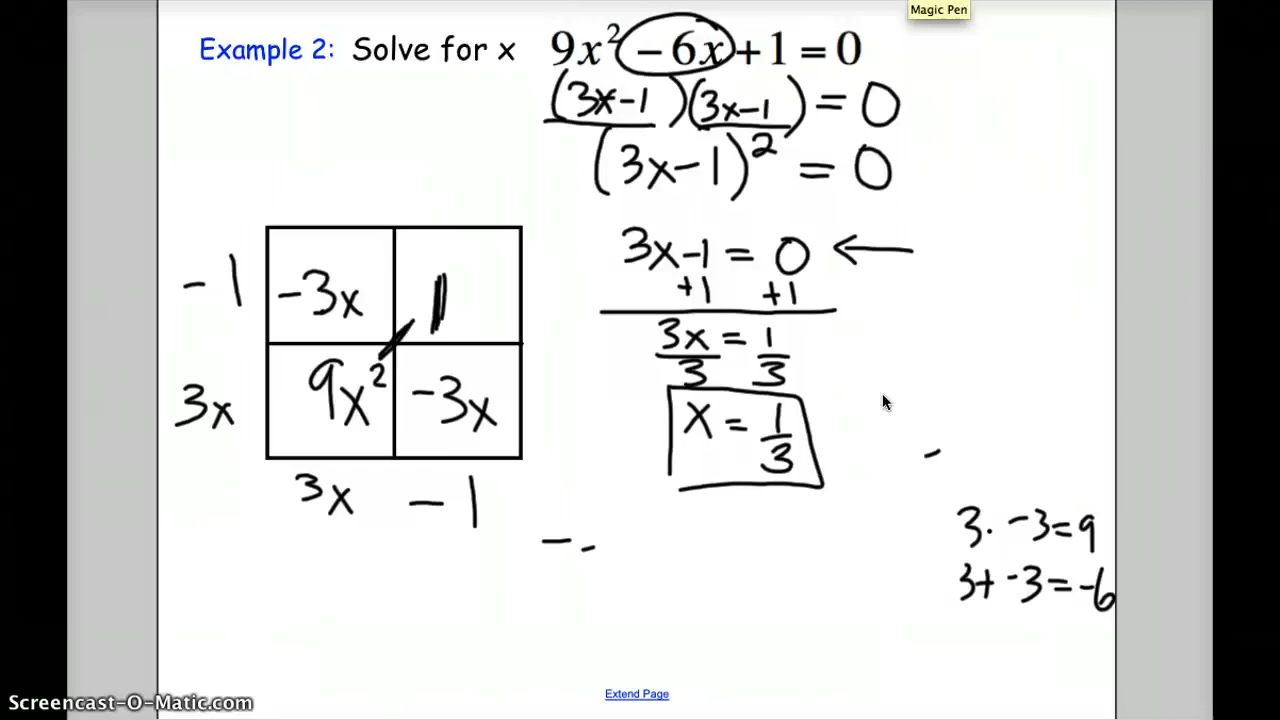 Magic Pen
Example 2: Solve for x 9x² − 6x + 1 = 0
(3x−1)(3x−1) = 0
(3x−1)² = 0
3x−1 = 0 ←
+1 +1
3x/3 = 1/3
x = 1/3
−1 −3x 1
3x 9x² −3x
3x −1
3· −3=9
3+ −3=−6
Extend Page
Screencast-O-Matic.com